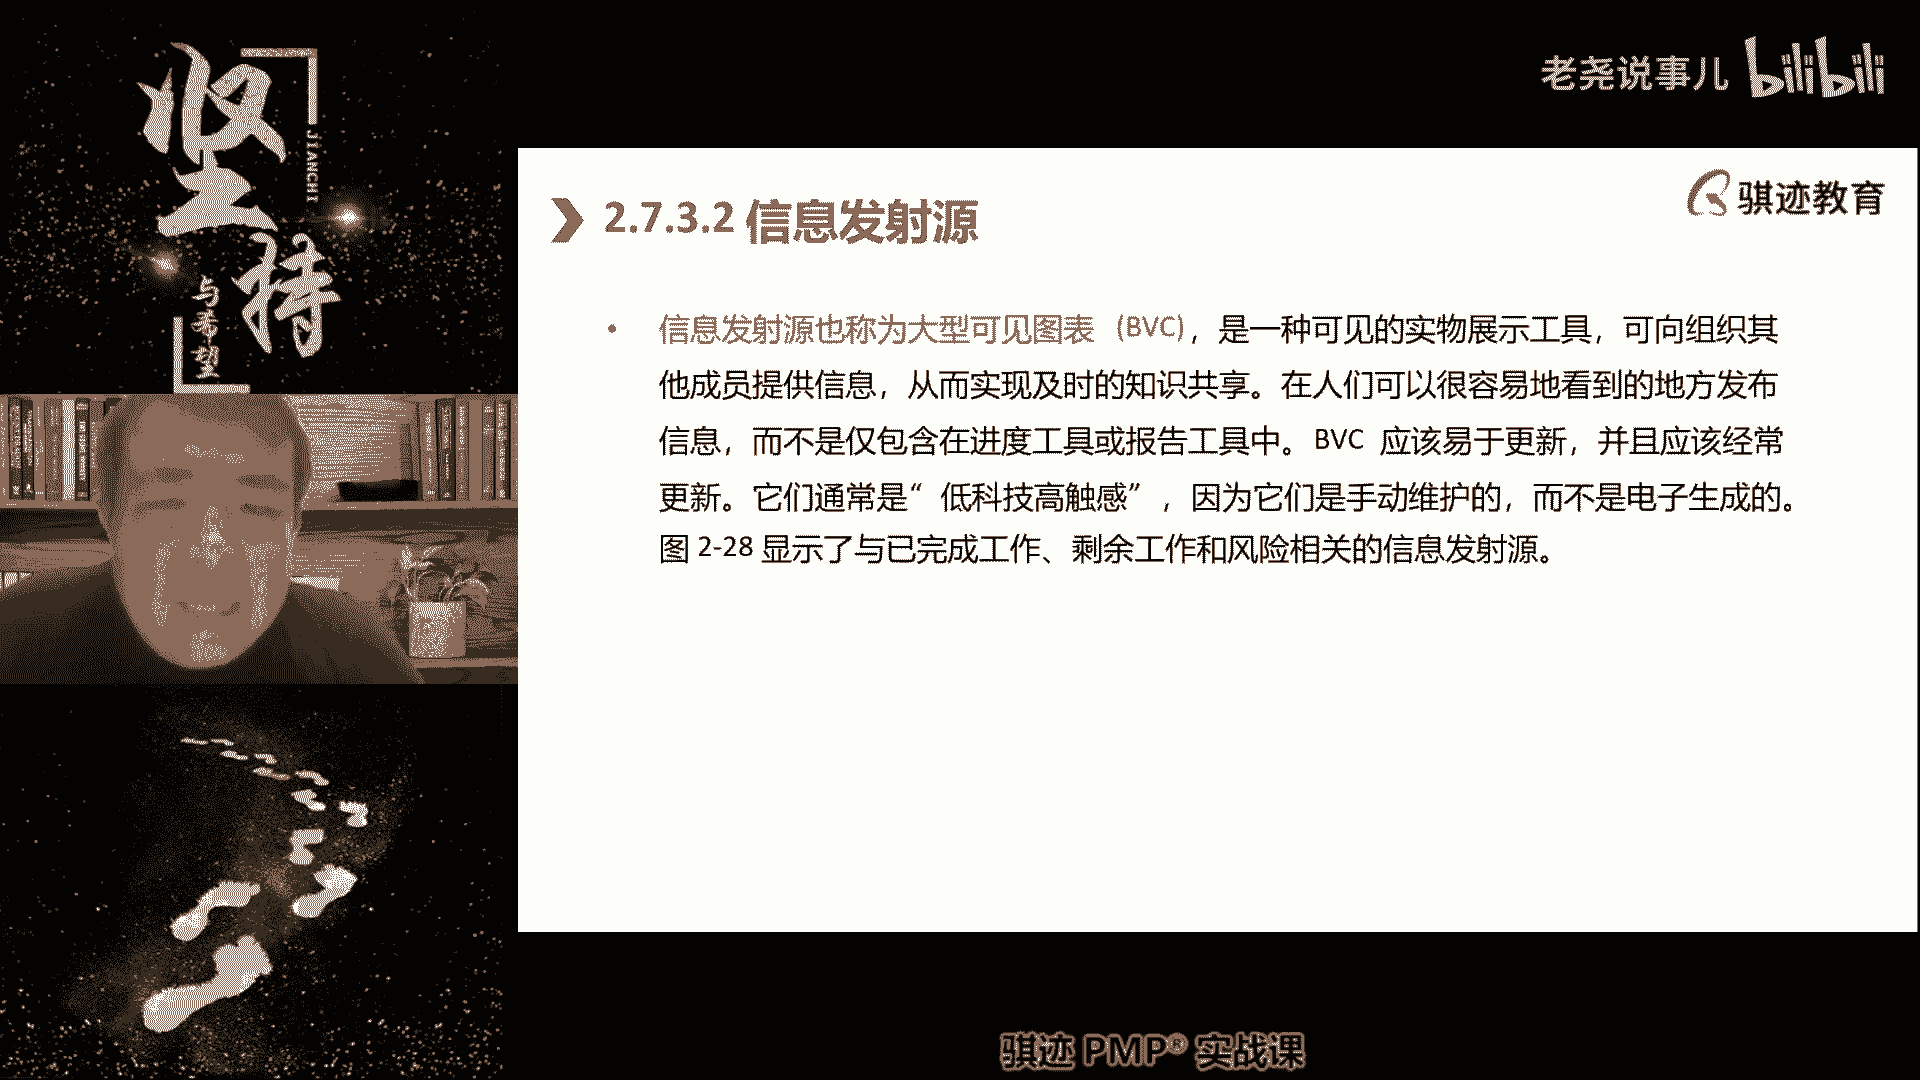 坚持
JIANCHI
与希望
老尧说事儿 bilibili
骐迹教育
2.7.3.2 信息发射源
• 信息发射源也称为大型可见图表 (BVC)，是一种可见的实物展示工具，可向组织其
他成员提供信息，从而实现及时的知识共享。在人们可以很容易地看到的地方发布
信息，而不是仅包含在进度工具或报告工具中。BVC 应该易于更新，并且应该经常
更新。它们通常是“低科技高触感”，因为它们是手动维护的，而不是电子生成的。
图 2-28 显示了与已完成工作、剩余工作和风险相关的信息发射源。
骐迹 PMP® 实战课